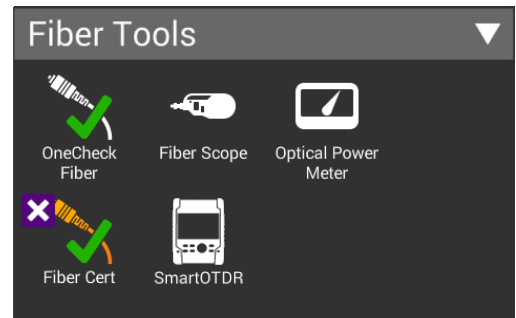 Fiber Tools
OneCheck
Fiber
Fiber Scope
Optical Power
Meter
Fiber Cert
SmartOTDR